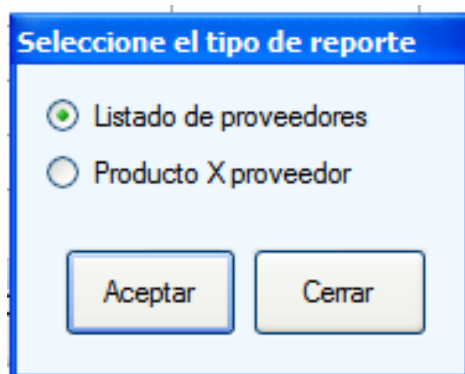 Seleccione el tipo de reporte
Listado de proveedores
Producto X proveedor
Aceptar
Cerrar